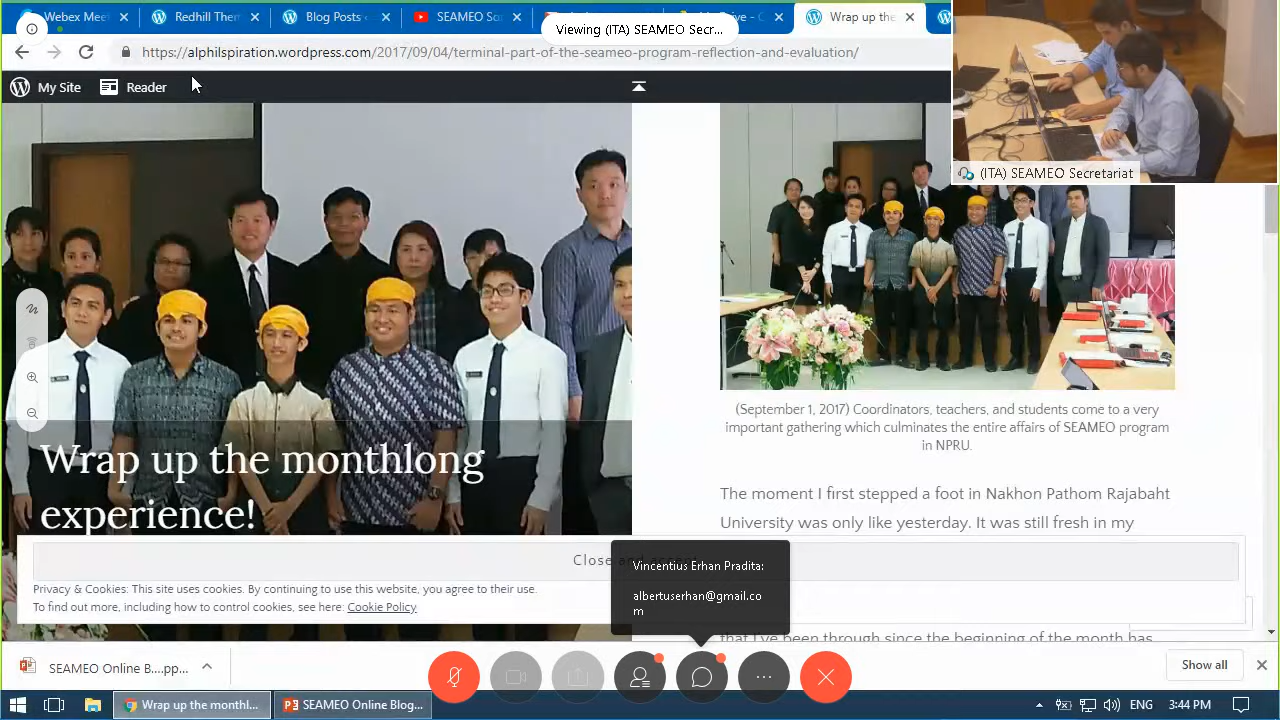 Webex Meet
Redhill Them
Blog Posts ‹
SEAMEO So
Wrap up the
Viewing (ITA) SEAMEO Secr...
https://alphilspiration.wordpress.com/2017/09/04/terminal-part-of-the-seameo-program-reflection-and-evaluation/
My Site
Reader
(ITA) SEAMEO Secretariat
Wrap up the monthlong
experience!
(September 1, 2017) Coordinators, teachers, and students come to a very
important gathering which culminates the entire affairs of SEAMEO program
in NPRU.
The moment I first stepped a foot in Nakhon Pathom Rajabaht
University was only like yesterday. It was still fresh in my
Close and accept
Privacy & Cookies: This site uses cookies. By continuing to use this website, you agree to their use.
To find out more, including how to control cookies, see here: Cookie Policy
Vincentius Erhan Pradita:
albertuserhan@gmail.co
m
that I've been through since the beginning of the month has
SEAMEO Online B....pp...
Show all
Wrap up the monthl...
SEAMEO Online Blog...
ENG
3:44 PM